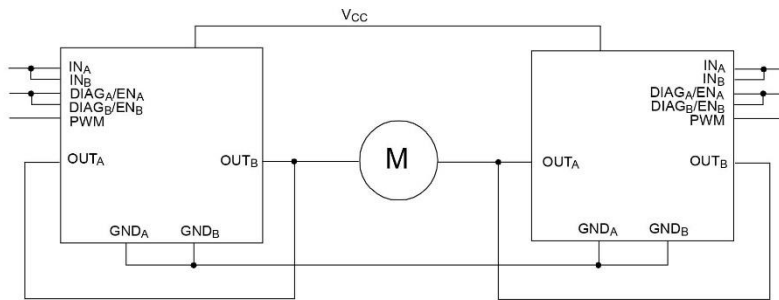 VCC
INA
INB
DIAGA/ENA
DIAGB/ENB
PWM
OUTA
OUTB
GNDA
GNDB
M
INA
INB
DIAGA/ENA
DIAGB/ENB
PWM
OUTA
OUTB
GNDA
GNDB